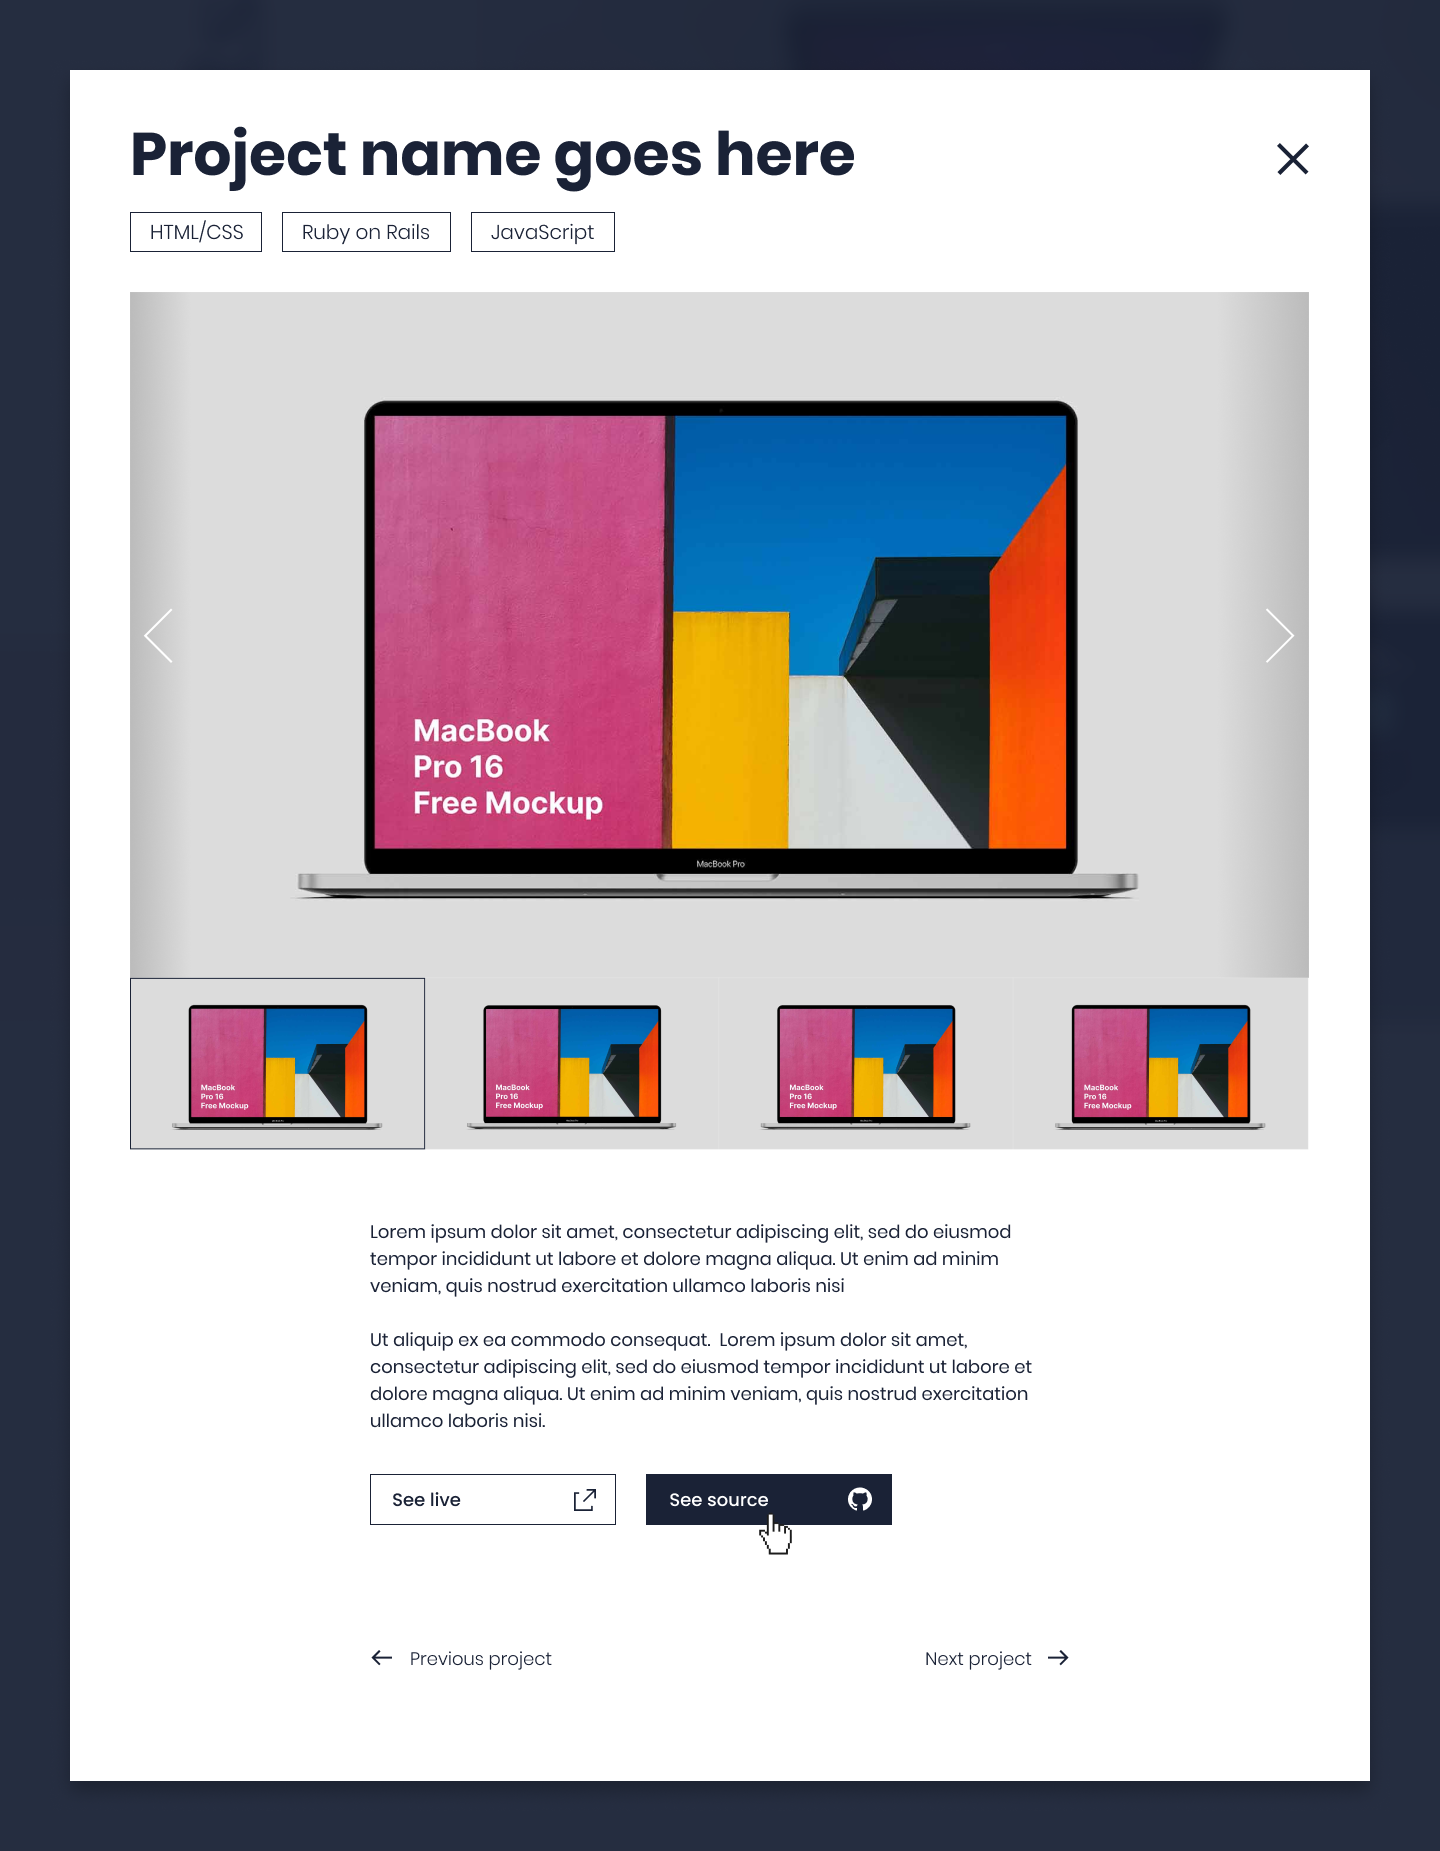 Project name goes here
HTML/CSS
Ruby on Rails
JavaScript
MacBook
Pro 16
Free Mockup
MacBook Pro
MacBook
Pro 16
Free Mockup
MacBook
Pro 16
Free Mockup
MacBook
Pro 16
Free Mockup
MacBook
Pro 16
Free Mockup
Lorem ipsum dolor sit amet, consectetur adipiscing elit, sed do eiusmod
tempor incididunt ut labore et dolore magna aliqua. Ut enim ad minim
veniam, quis nostrud exercitation ullamco laboris nisi
Ut aliquip ex ea commodo consequat.  Lorem ipsum dolor sit amet,
consectetur adipiscing elit, sed do eiusmod tempor incididunt ut labore et
dolore magna aliqua. Ut enim ad minim veniam, quis nostrud exercitation
ullamco laboris nisi.
See live
See source
Previous project
Next project